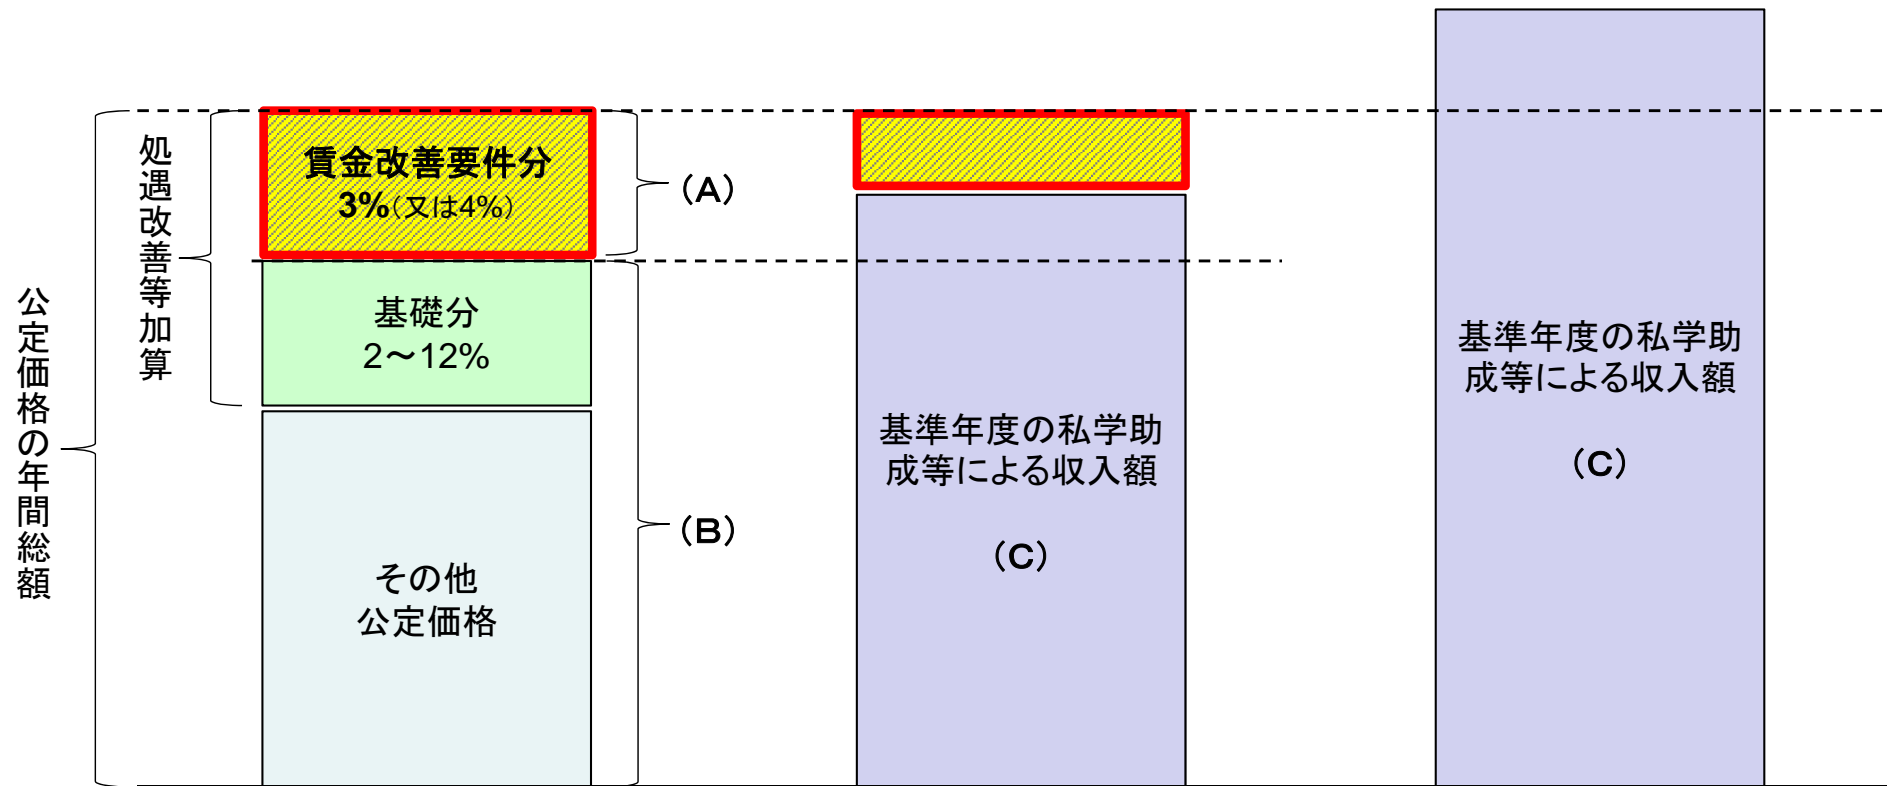 公定価格の年間総額
処遇改善等加算
賃金改善要件分
3%（又は4%）
基礎分
2～12%
その他
公定価格
（A）
（B）
基準年度の私学助
成等による収入額
（C）
基準年度の私学助
成等による収入額
（C）